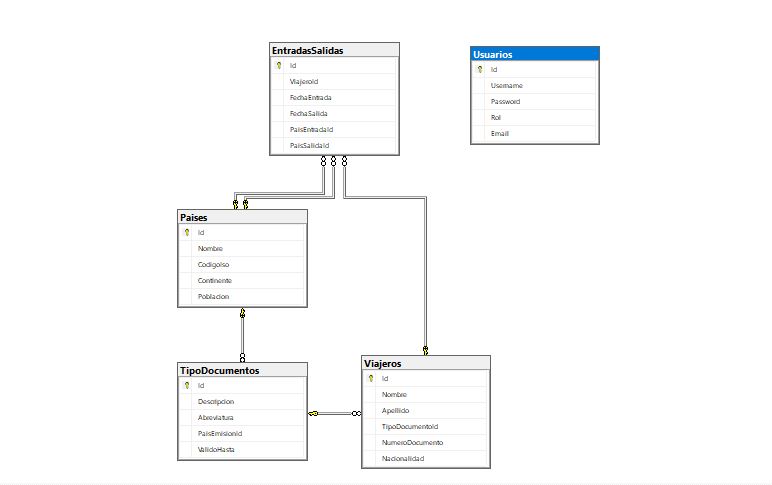 EntradasSalidas
Id
ViajeroId
FechaEntrada
FechaSalida
PaisEntradaId
PaisSalidaId
Usuarios
Id
Username
Password
Rol
Email
Paises
Id
Nombre
CodigoIso
Continente
Poblacion
TipoDocumentos
Id
Descripcion
Abreviatura
PaisEmisionId
ValidoHasta
Viajeros
Id
Nombre
Apellido
TipoDocumentoId
NumeroDocumento
Nacionalidad